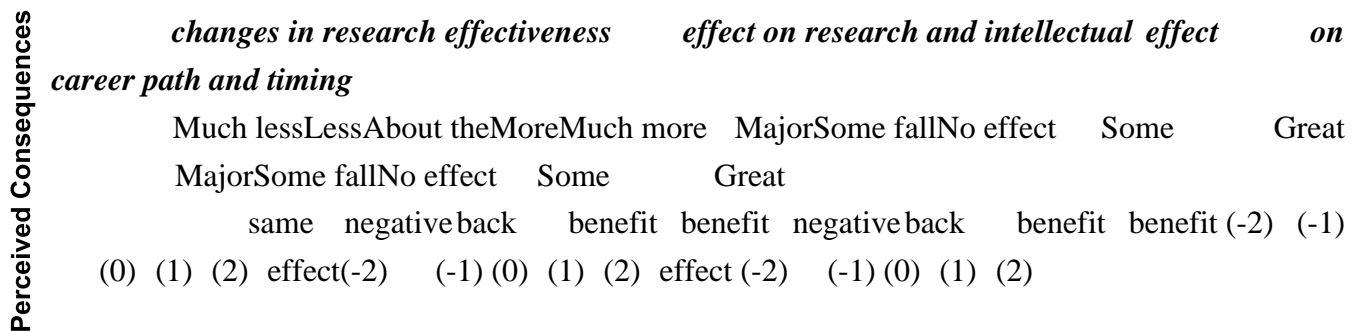 Perceived Consequences
changes in research effectiveness effect on research and intellectual effect on
career path and timing
Much lessLessAbout theMoreMuch more MajorSome fallNo effect Some Great
MajorSome fallNo effect Some Great
same negative back benefit benefit negative back benefit benefit (-2) (-1)
(0) (1) (2) effect(-2) (-1) (0) (1) (2) effect (-2) (-1) (0) (1) (2)